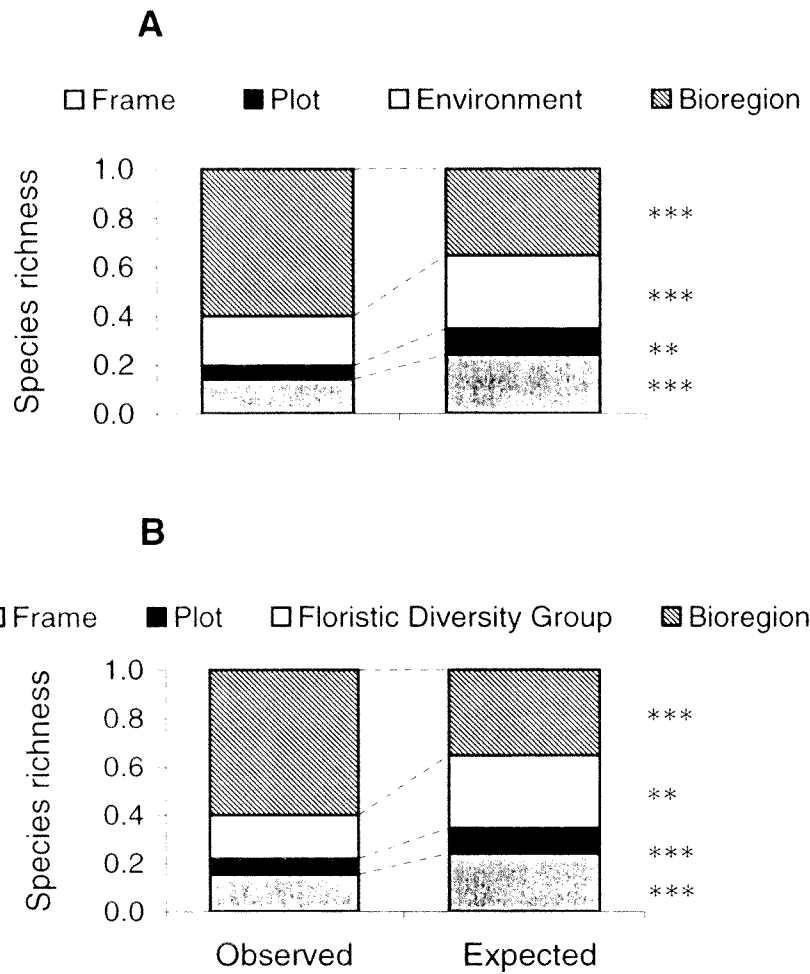 A
Frame Plot Environment Bioregion
Species richness
1.0
0.8
0.6
0.4
0.2
0.0
***
***
**
***
B
Frame Plot Floristic Diversity Group Bioregion
Species richness
1.0
0.8
0.6
0.4
0.2
0.0
***
**
***
***
Observed Expected